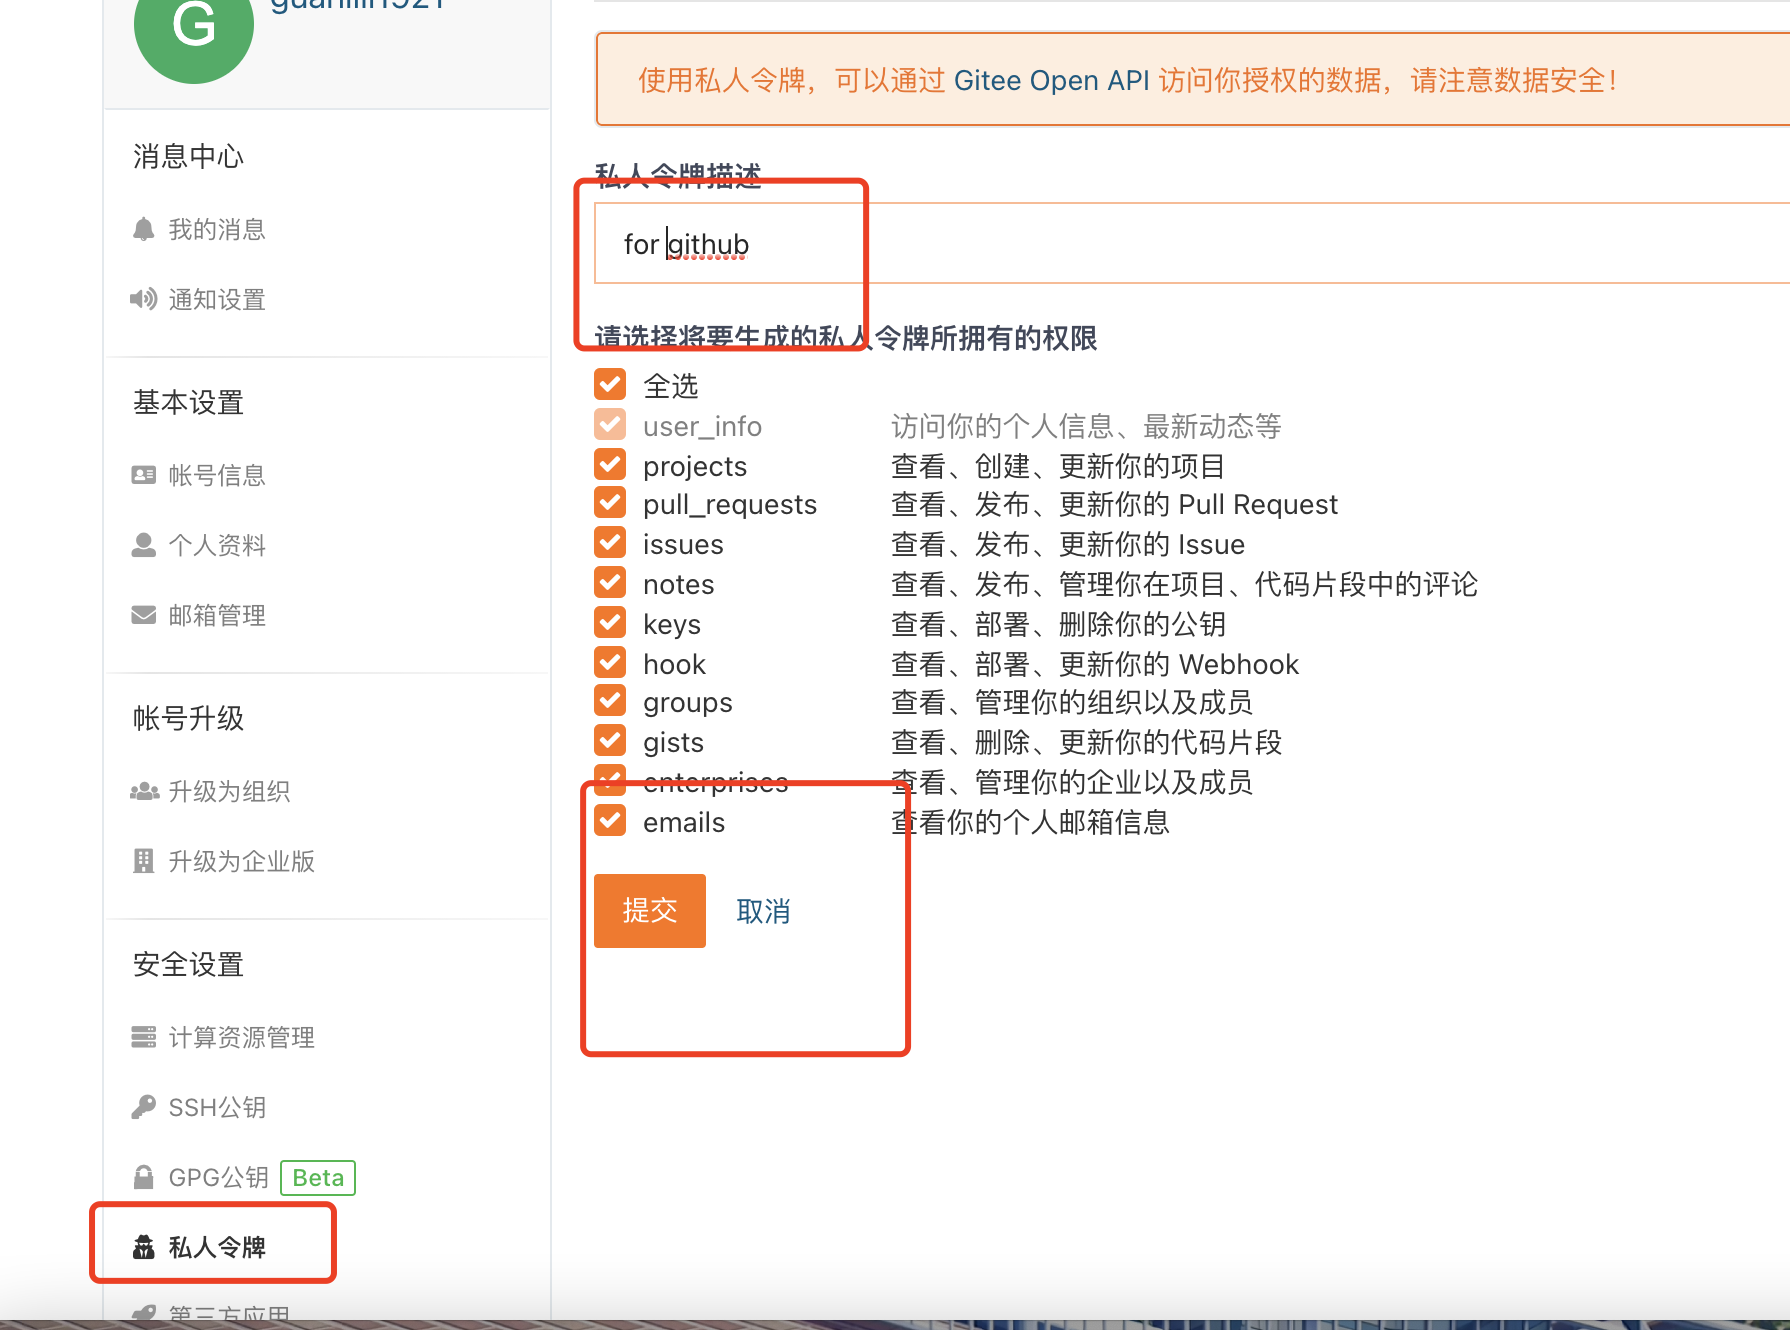 G
使用私人令牌，可以通过 Gitee Open API 访问你授权的数据，请注意数据安全！
消息中心
我的消息
通知设置
基本设置
帐号信息
个人资料
邮箱管理
帐号升级
升级为组织
升级为企业版
安全设置
计算资源管理
SSH公钥
GPG公钥 Beta
私人令牌
第三方应用
私人令牌描述
for github
请选择将要生成的私人令牌所拥有的权限
全选
user_info 访问你的个人信息、最新动态等
projects 查看、创建、更新你的项目
pull_requests 查看、发布、更新你的 Pull Request
issues 查看、发布、更新你的 Issue
notes 查看、发布、管理你在项目、代码片段中的评论
keys 查看、部署、删除你的公钥
hook 查看、部署、更新你的 Webhook
groups 查看、管理你的组织以及成员
gists 查看、删除、更新你的代码片段
enterprises 查看、管理你的企业以及成员
emails 查看你的个人邮箱信息
提交 取消